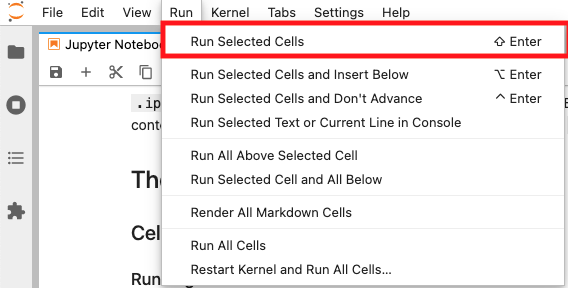 File Edit View Run Kernel Tabs Settings Help
Jupyter Noteboo
Run Selected Cells ⇧ Enter
Run Selected Cells and Insert Below ⌥ Enter
Run Selected Cells and Don't Advance ^ Enter
.ip
conte
Run Selected Text or Current Line in Console
Run All Above Selected Cell
The
Run Selected Cell and All Below
Render All Markdown Cells
Cel
Run All Cells
Restart Kernel and Run All Cells...